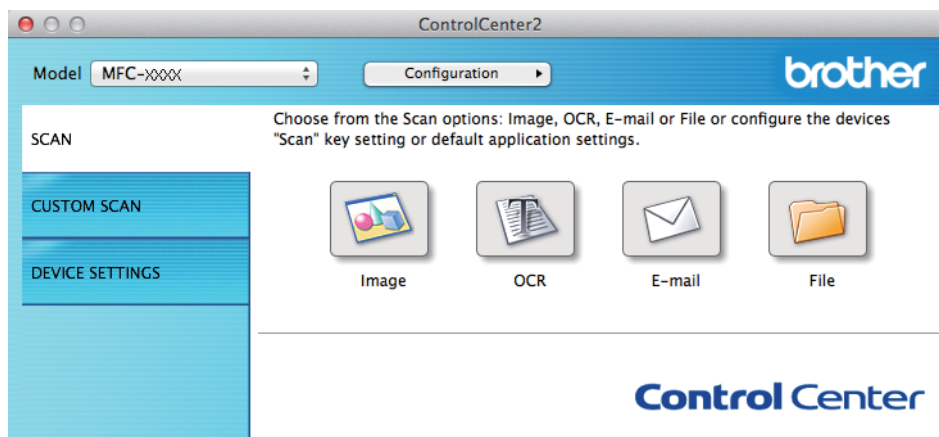 ControlCenter2
Model MFC-XXXX Configuration
brother
SCAN
Choose from the Scan options: Image, OCR, E-mail or File or configure the devices
"Scan" key setting or default application settings.
CUSTOM SCAN
DEVICE SETTINGS
Image OCR E-mail File
Control Center